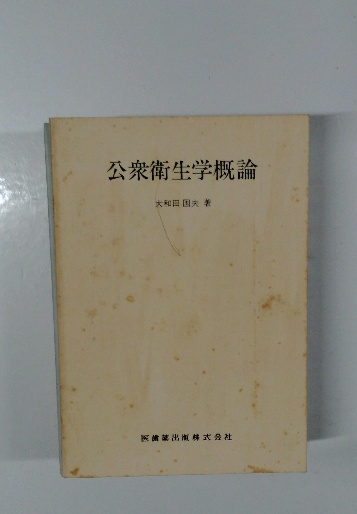 公衆衛生学概論
大和田国夫 著
医歯薬出版株式会社